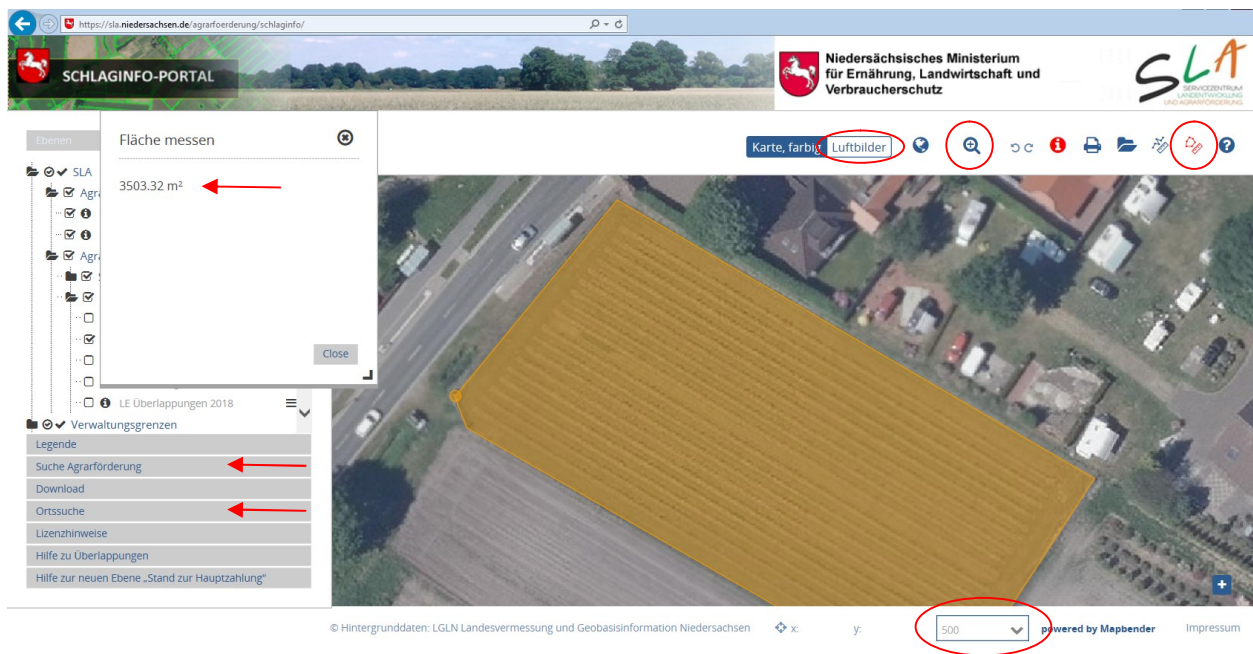 https://sla.niedersachsen.de/agrarfoerderung/schlaginfo/
SCHLAGINFO-PORTAL
Niedersächsisches Ministerium
für Ernährung, Landwirtschaft und
Verbraucherschutz
SLA
SERVICEZENTRUM
LANDENTWICKLUNG
UND AGRARFÖRDERUNG
Ebenen
Fläche messen
Karte, farbig
Luftbilder
3503.32 m²
SLA
Agra
Agra
Close
LE Überlappungen 2018
Verwaltungsgrenzen
Legende
Suche Agrarförderung
Download
Ortssuche
Lizenzhinweise
Hilfe zu Überlappungen
Hilfe zur neuen Ebene „Stand zur Hauptzahlung"
© Hintergrunddaten: LGLN Landesvermessung und Geobasisinformation Niedersachsen
x:
y:
500
powered by Mapbender
Impressum